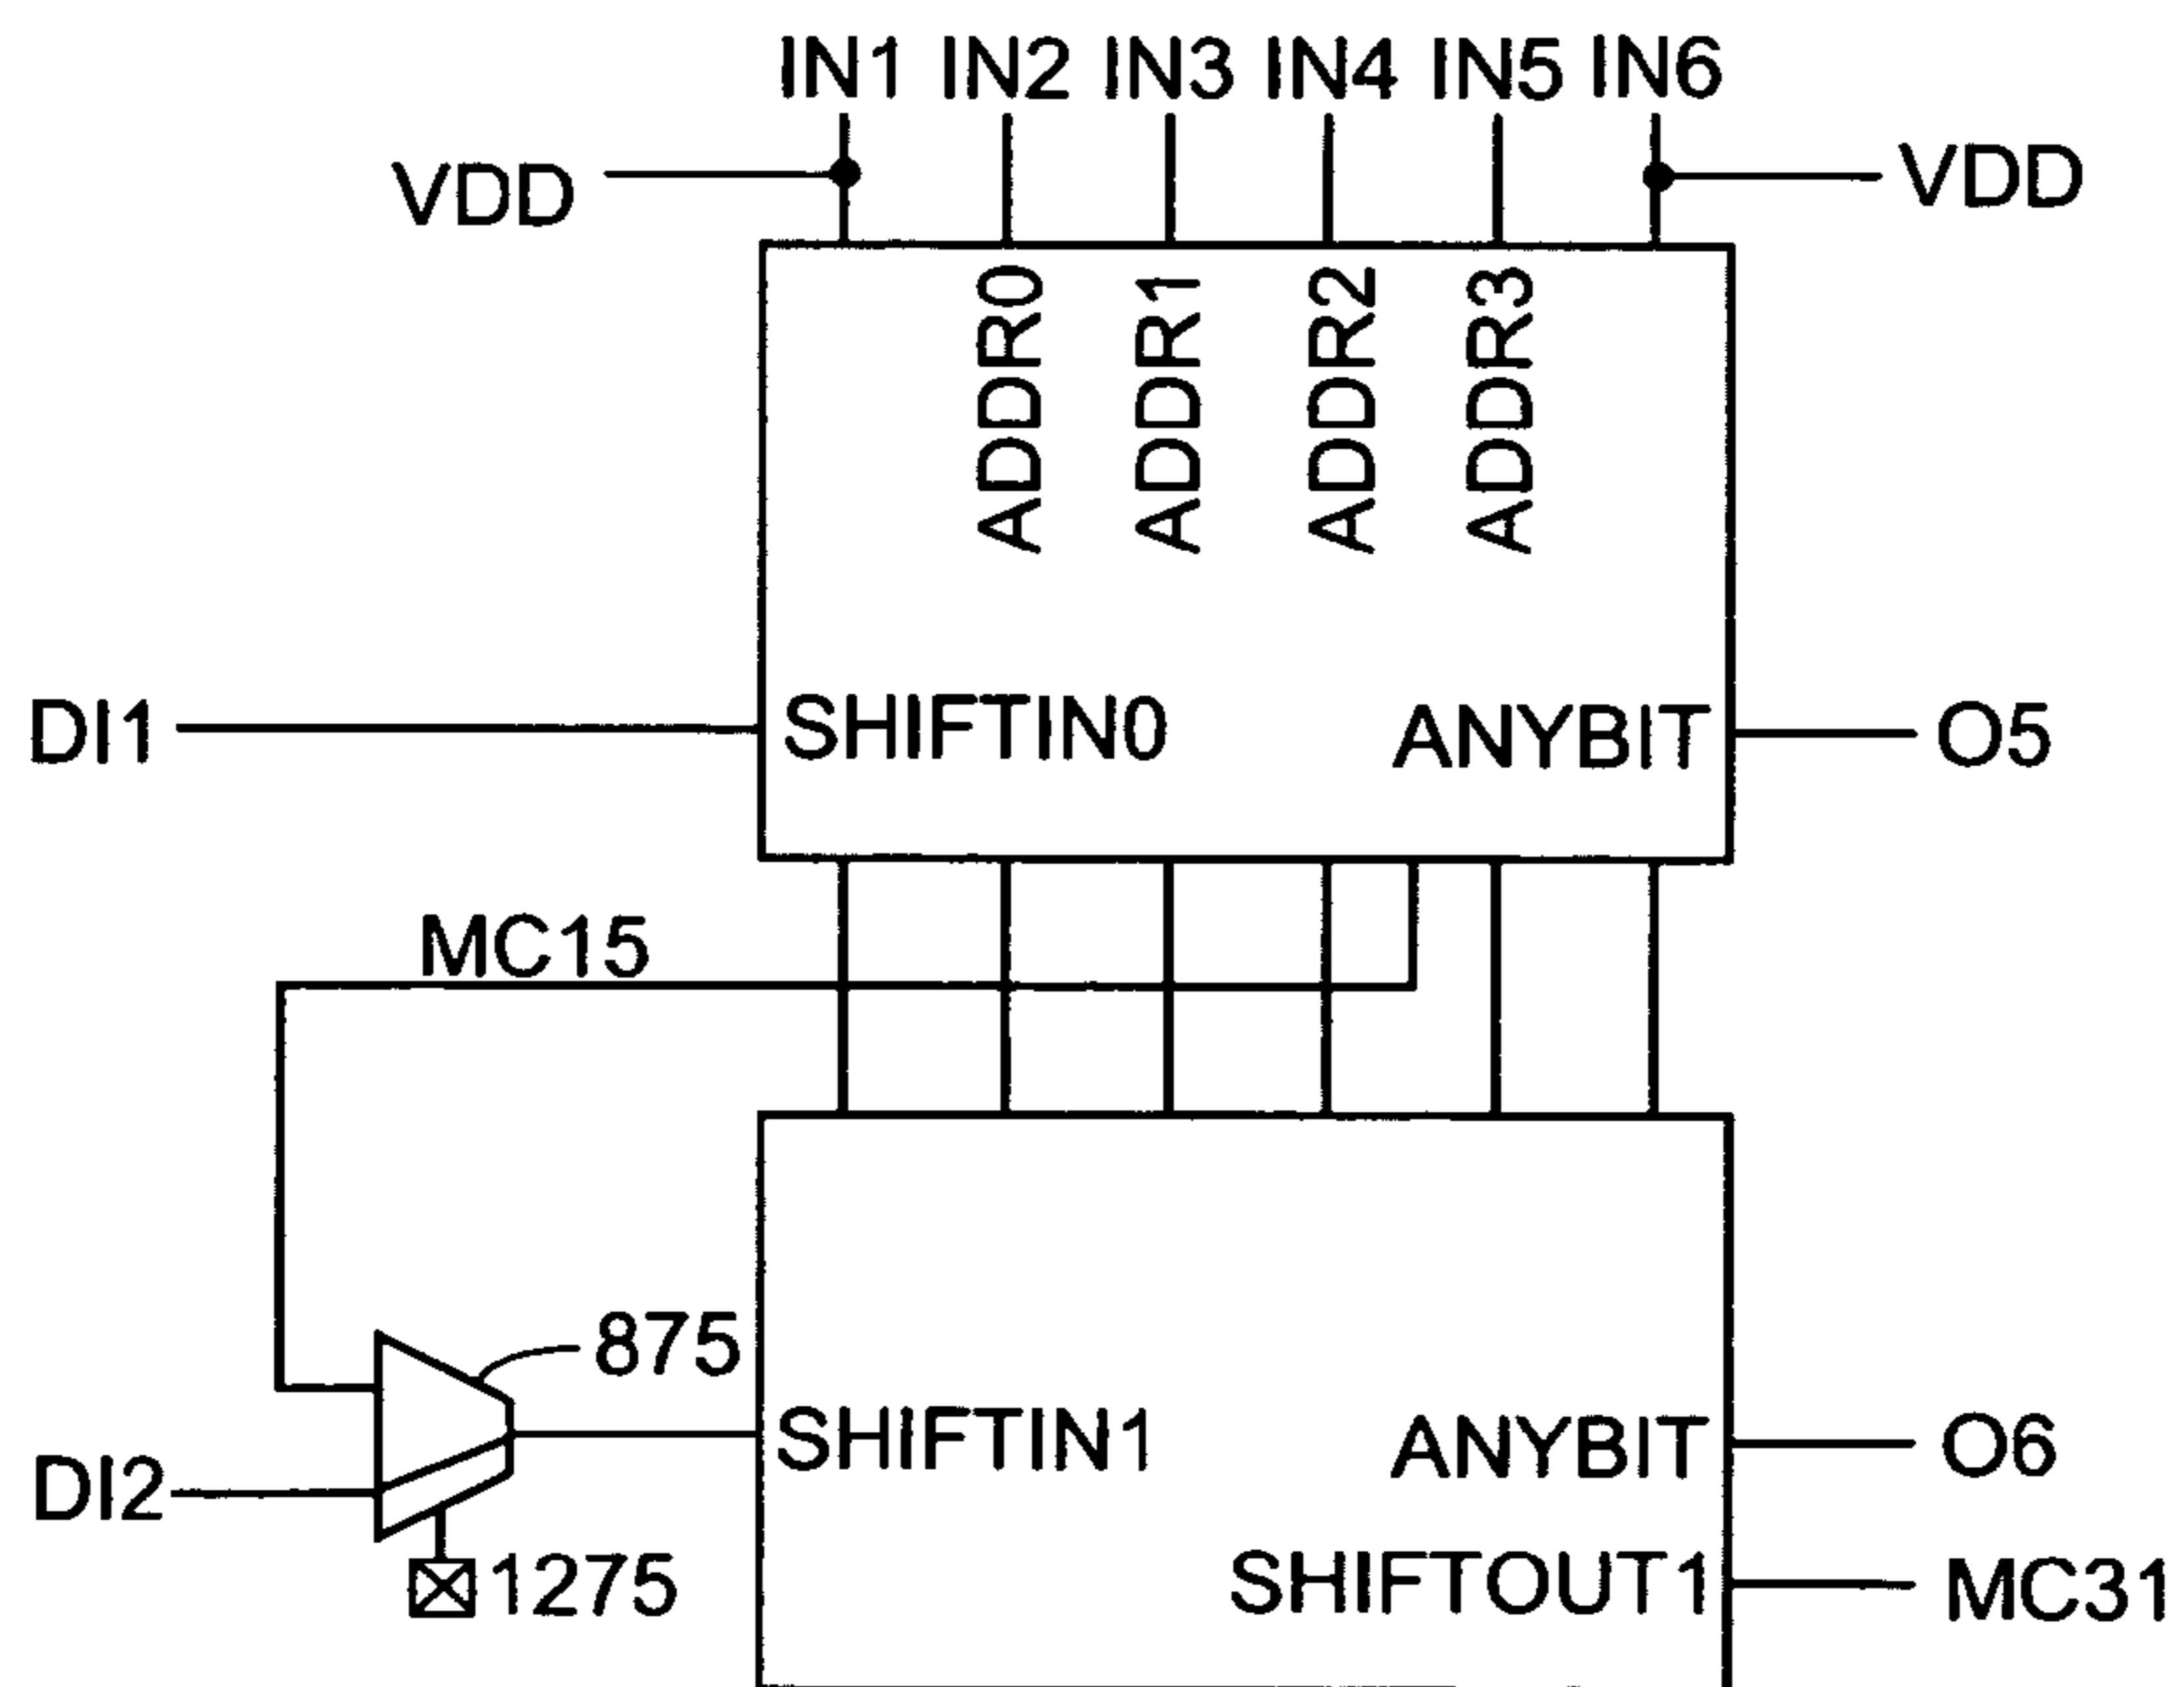 IN1 IN2 IN3 IN4 IN5 IN6
VDD VDD
ADDR0 ADDR1 ADDR2 ADDR3
DI1 SHIFTIN0 ANYBIT O5
MC15
875
DI2 SHIFTIN1 ANYBIT O6
1275 SHIFTOUT1 MC31